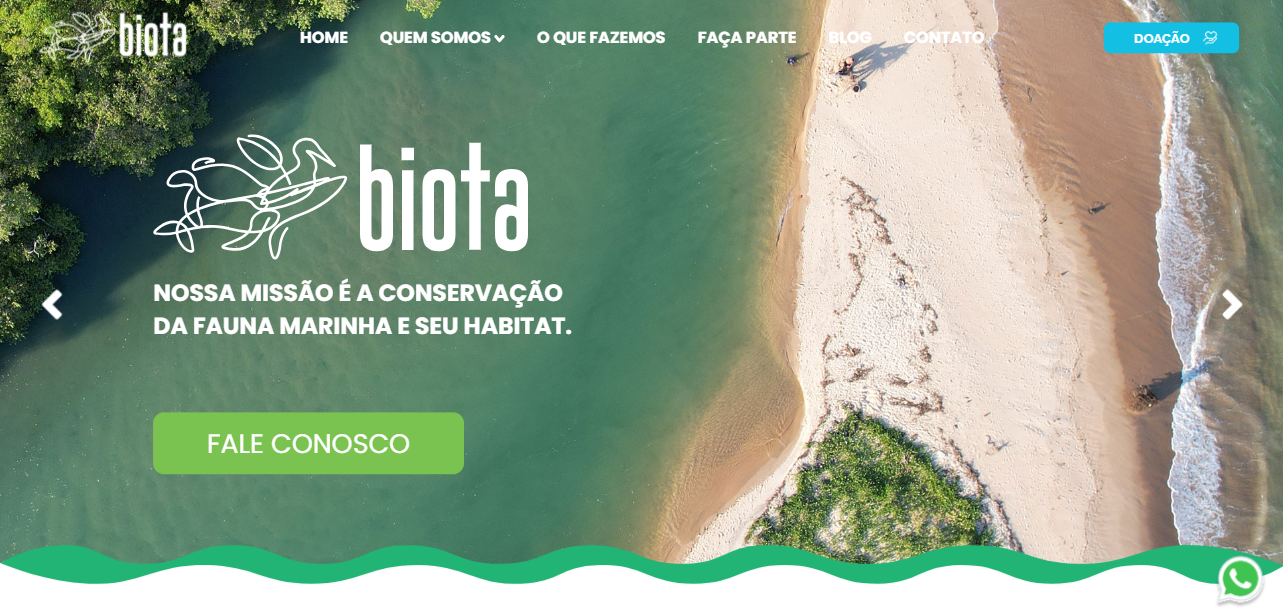 biota
HOME QUEM SOMOS O QUE FAZEMOS FAÇA PARTE BLOG CONTATO DOAÇÃO
biota
NOSSA MISSÃO É A CONSERVAÇÃO
DA FAUNA MARINHA E SEU HABITAT.
FALE CONOSCO